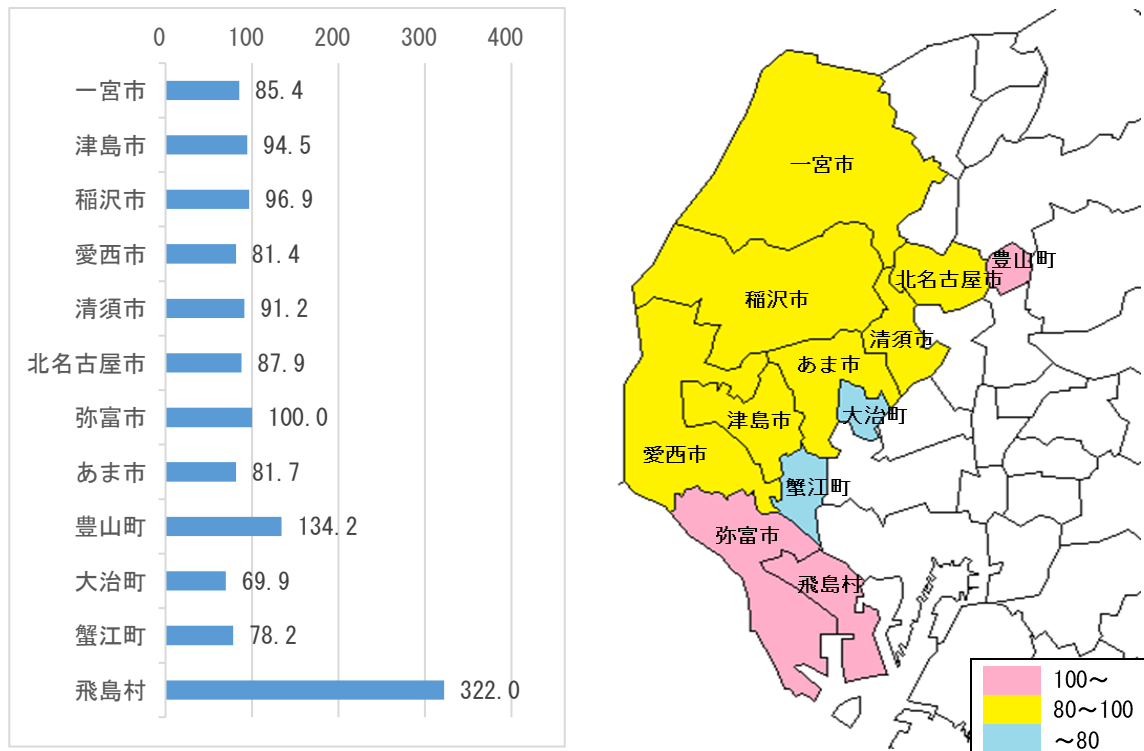 0 100 200 300 400
一宮市 85.4
津島市 94.5
稲沢市 96.9
愛西市 81.4
清須市 91.2
北名古屋市 87.9
弥富市 100.0
あま市 81.7
豊山町 134.2
大治町 69.9
蟹江町 78.2
飛島村 322.0
一宮市
豊山町
北名古屋市
稲沢市
清須市
あま市
大治町
津島市
愛西市
蟹江町
弥富市
飛島村
100～
80～100
～80